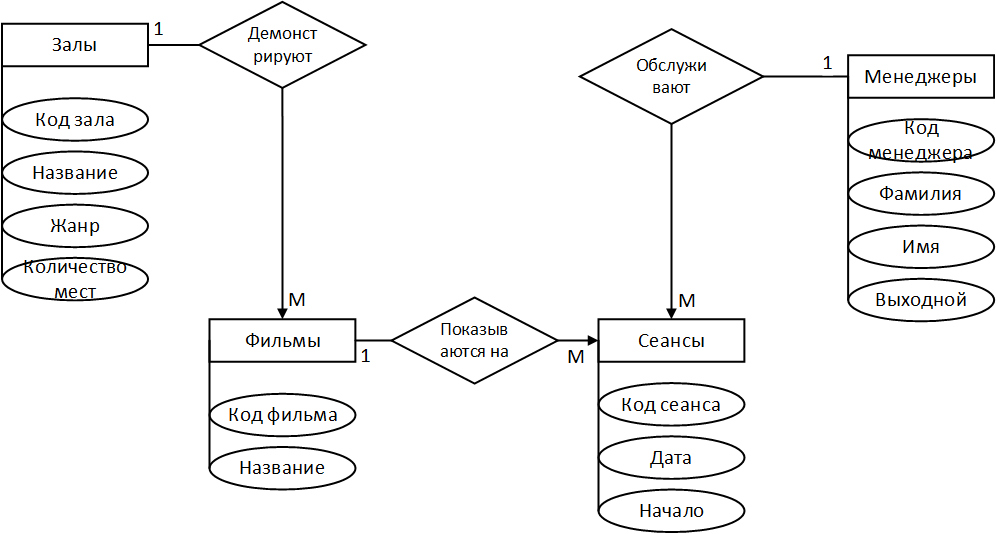 Залы
1
Демонст
рируют
Код зала
Название
Жанр
Количество
мест
Обслужи
вают
1
Менеджеры
Код
менеджера
Фамилия
Имя
Выходной
М
Фильмы
1
Показыв
аются на
М
М
Сеансы
Код фильма
Название
Код сеанса
Дата
Начало